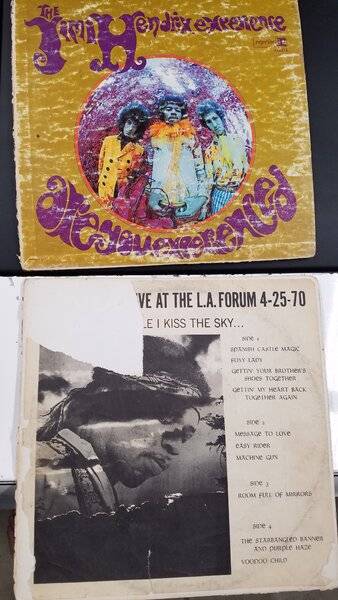 THE
Jimi Hendrix experience
reprise
are you experienced
VE AT THE L.A. FORUM 4-25-70
LE I KISS THE SKY...
SIDE 1
SPANISH CASTLE MAGIC
FOXY LADY
GETTIN' YOUR BROTHER'S
SHOES TOGETHER
GETTIN' MY HEART BACK
TOGETHER AGAIN
SIDE 2
MESSAGE TO LOVE
EASY RIDER
MACHINE GUN
SIDE 3
ROOM FULL OF MIRRORS
SIDE 4
THE STARBANGLED BANNER
AND PURPLE HAZE
VOODOO CHILD